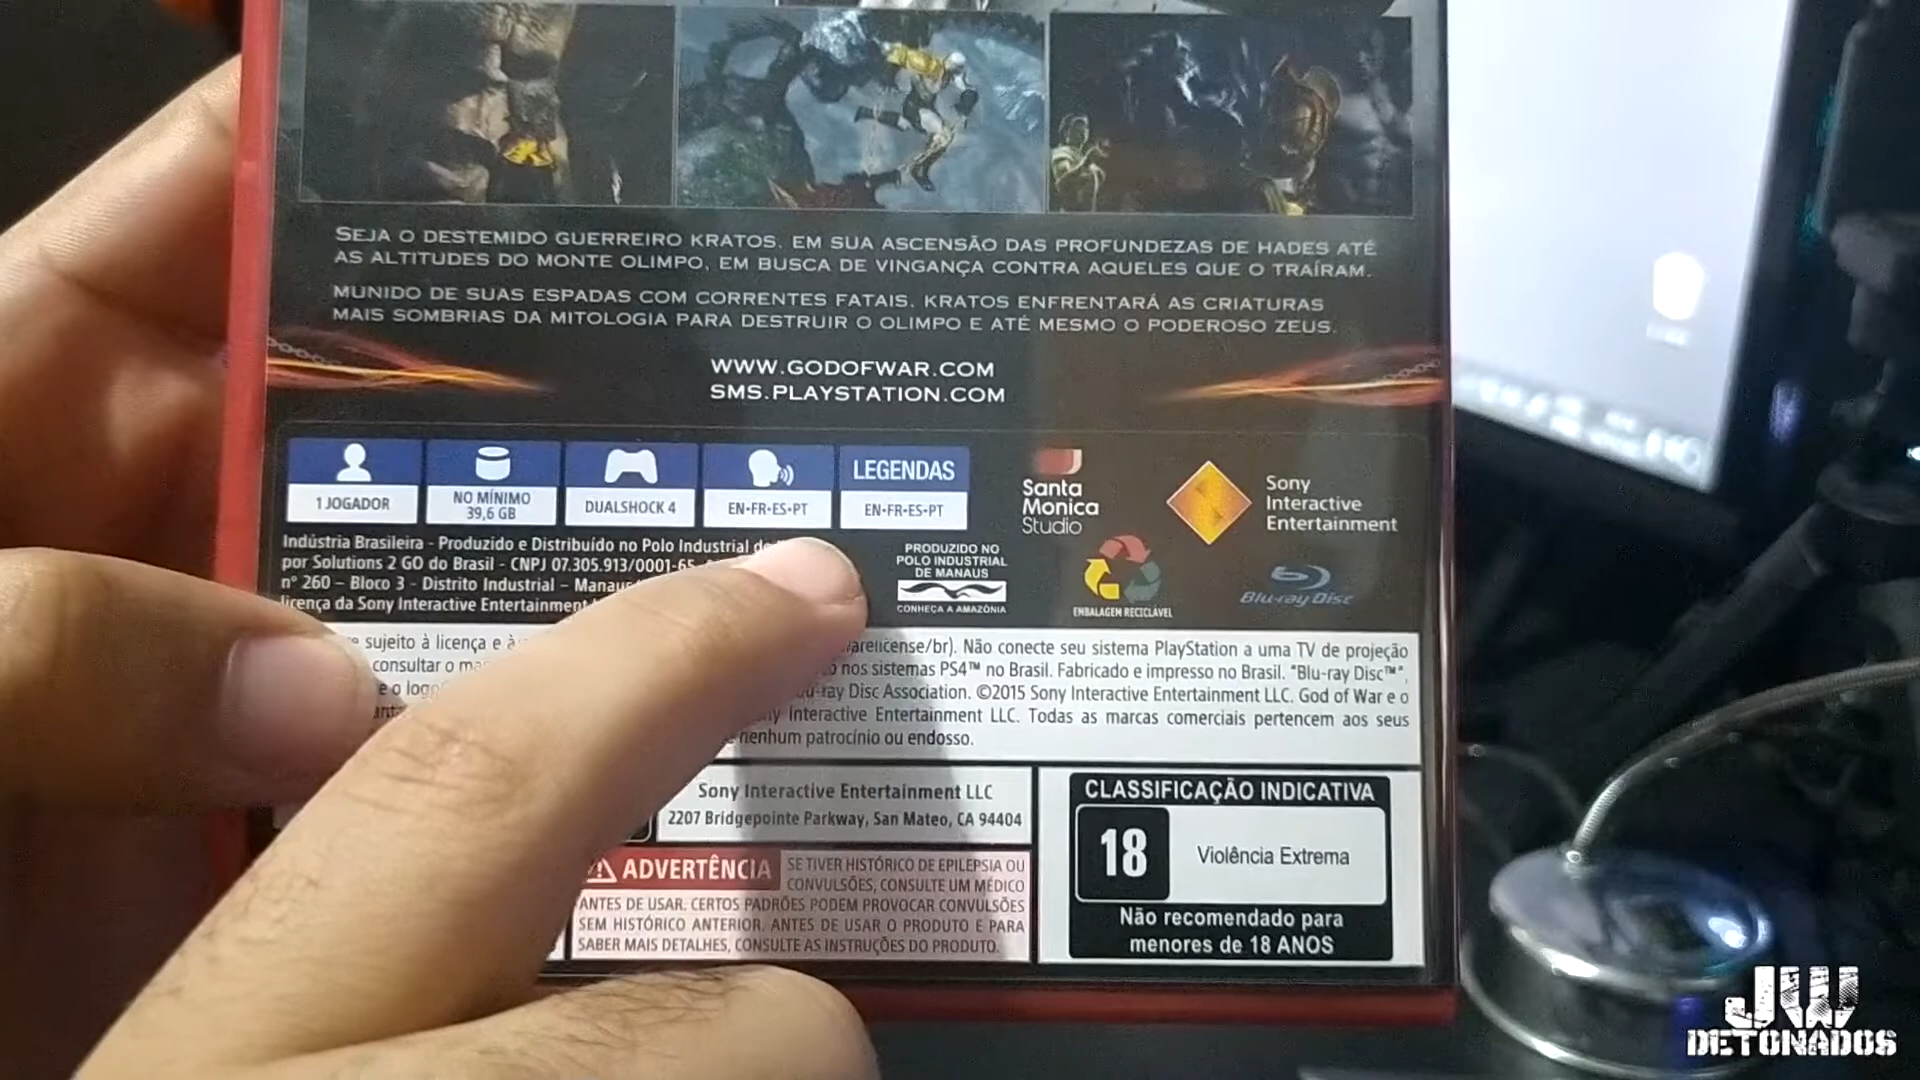 SEJA O DESTEMIDO GUERREIRO KRATOS, EM SUA ASCENSÃO DAS PROFUNDEZAS DE HADES ATÉ
AS ALTITUDES DO MONTE OLIMPO, EM BUSCA DE VINGANÇA CONTRA AQUELES QUE O TRAÍRAM.
MUNIDO DE SUAS ESPADAS COM CORRENTES FATAIS, KRATOS ENFRENTARÁ AS CRIATURAS
MAIS SOMBRIAS DA MITOLOGIA PARA DESTRUIR O OLIMPO E ATÉ MESMO O PODEROSO ZEUS.
WWW.GODOFWAR.COM
SMS.PLAYSTATION.COM
1 JOGADOR
NO MÍNIMO
39,6 GB
DUALSHOCK 4
EN•FR•ES•PT
LEGENDAS
EN•FR•ES•PT
Santa
Monica
Studio
Sony
Interactive
Entertainment
Indústria Brasileira - Produzido e Distribuído no Polo Industrial
por Solutions 2 GO do Brasil - CNPJ 07.305.913/0001-65
nº 260 – Bloco 3 - Distrito Industrial – Manaus
licença da Sony Interactive Entertainment
PRODUZIDO NO
POLO INDUSTRIAL
DE MANAUS
CONHEÇA A AMAZÔNIA
EMBALAGEM RECICLÁVEL
Blu-ray Disc
sujeito à licença e à
consultar o
e o
arelicense/br). Não conecte seu sistema PlayStation a uma TV de projeção
nos sistemas PS4™ no Brasil. Fabricado e impresso no Brasil. "Blu-ray Disc™",
u-ray Disc Association. ©2015 Sony Interactive Entertainment LLC. God of War e o
ny Interactive Entertainment LLC. Todas as marcas comerciais pertencem aos seus
nenhum patrocínio ou endosso.
Sony Interactive Entertainment LLC
2207 Bridgepointe Parkway, San Mateo, CA 94404
ADVERTÊNCIA SE TIVER HISTÓRICO DE EPILEPSIA OU
CONVULSÕES, CONSULTE UM MÉDICO
ANTES DE USAR. CERTOS PADRÕES PODEM PROVOCAR CONVULSÕES
SEM HISTÓRICO ANTERIOR. ANTES DE USAR O PRODUTO E PARA
SABER MAIS DETALHES, CONSULTE AS INSTRUÇÕES DO PRODUTO.
CLASSIFICAÇÃO INDICATIVA
18
Violência Extrema
Não recomendado para
menores de 18 ANOS
JW
DETONADOS